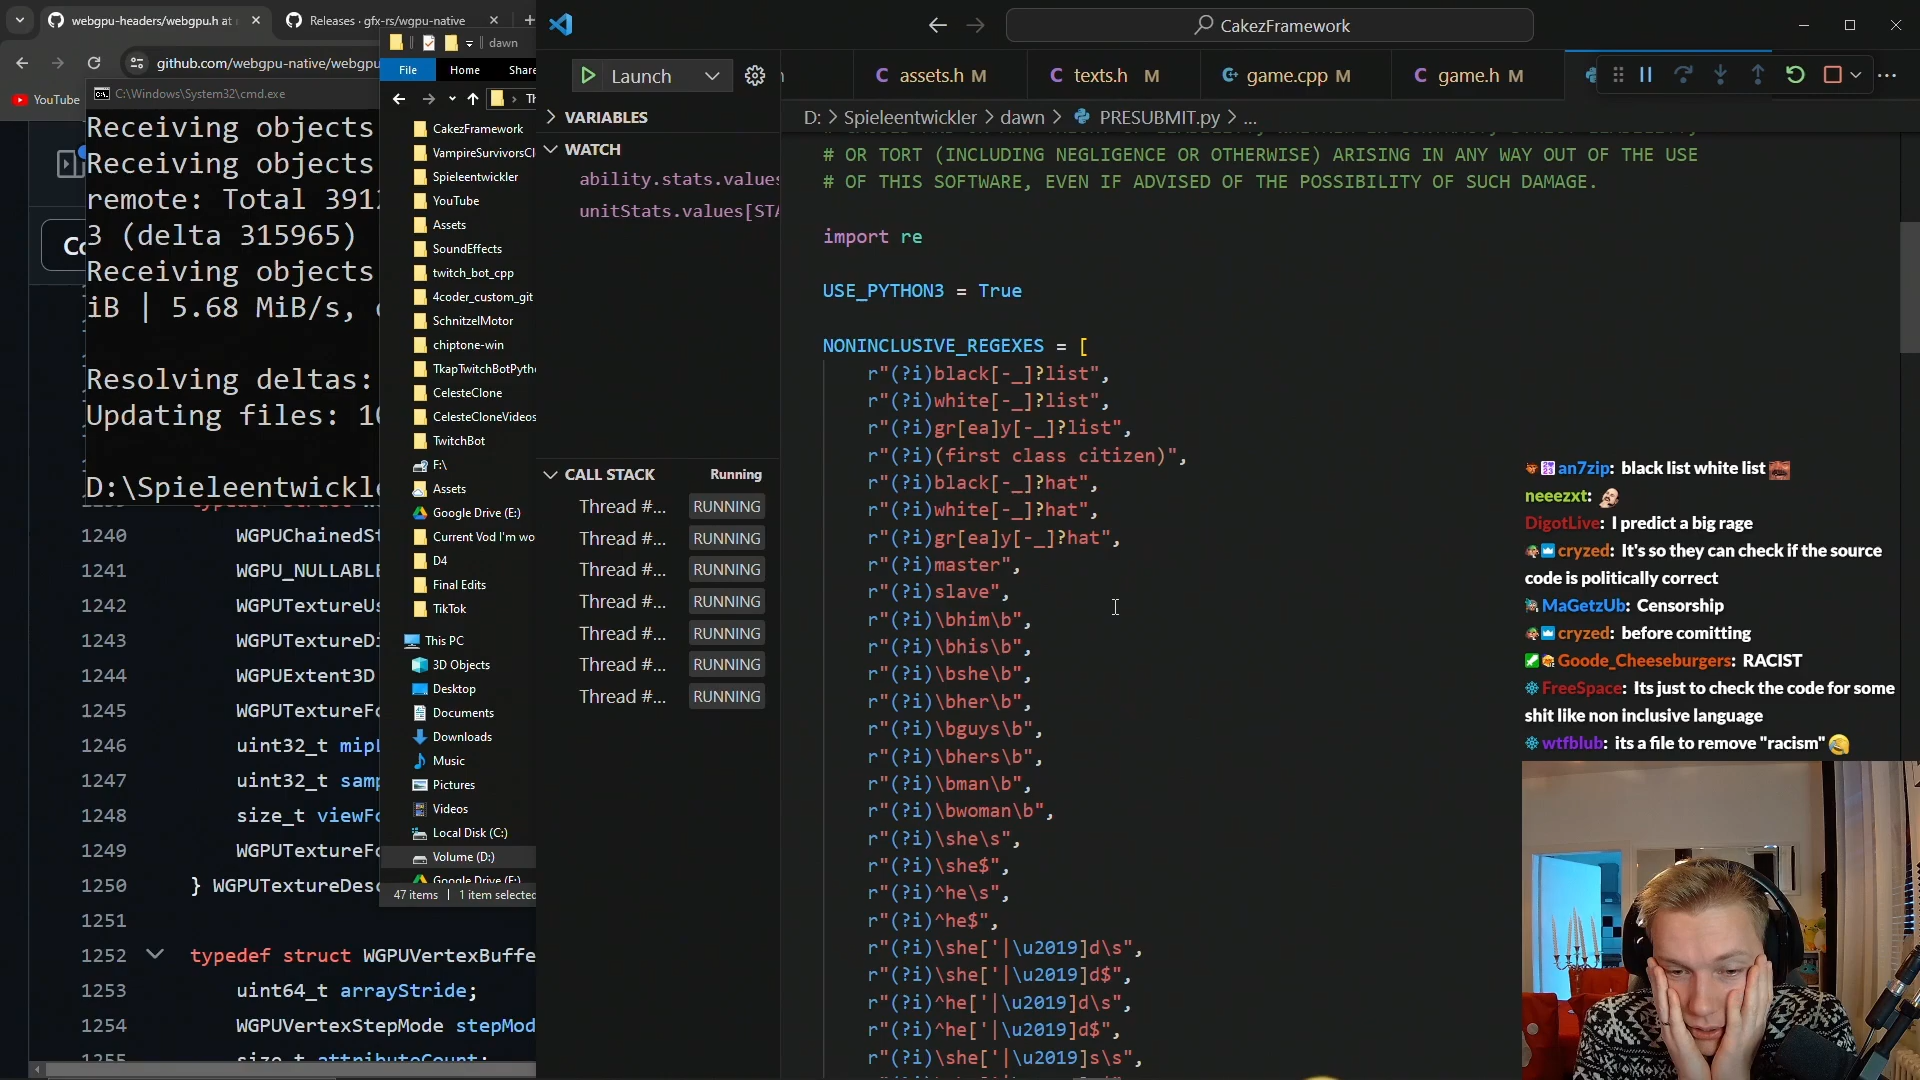 webgpu-headers/webgpu.h at
Releases · gfx-rs/wgpu-native
github.com/webgpu-native/webgpu
YouTube
dawn
File
Home
Share
C:\Windows\System32\cmd.exe
Receiving objects
Receiving objects
remote: Total 391
3 (delta 315965)
Receiving objects
iB | 5.68 MiB/s,
Resolving deltas:
Updating files: 10
D:\Spieleentwickle
1240 WGPUChainedSt
1241 WGPU_NULLABLE
1242 WGPUTextureUs
1243 WGPUTextureDi
1244 WGPUExtent3D
1245 WGPUTextureFo
1246 uint32_t mipL
1247 uint32_t samp
1248 size_t viewFo
1249 WGPUTextureFo
1250 } WGPUTextureDesc
1251
1252 typedef struct WGPUVertexBuffe
1253 uint64_t arrayStride;
1254 WGPUVertexStepMode stepMod
1255 size_t attributeCount;
CakezFramework
VampireSurvivorsCl
Spieleentwickler
YouTube
Assets
SoundEffects
twitch_bot_cpp
4coder_custom_git
SchnitzelMotor
chiptone-win
TkapTwitchBotPyth
CelesteClone
CelesteCloneVideos
TwitchBot
F:\
Assets
Google Drive (E:)
Current Vod I'm wo
D4
Final Edits
TikTok
This PC
3D Objects
Desktop
Documents
Downloads
Music
Pictures
Videos
Local Disk (C:)
Volume (D:)
Google Drive (E:)
47 items
1 item selected
CakezFramework
Launch
assets.h M
texts.h M
game.cpp M
game.h M
VARIABLES
WATCH
ability.stats.values
unitStats.values[STA
CALL STACK Running
Thread #... RUNNING
Thread #... RUNNING
Thread #... RUNNING
Thread #... RUNNING
Thread #... RUNNING
Thread #... RUNNING
Thread #... RUNNING
D: > Spieleentwickler > dawn > PRESUBMIT.py > ...
# OR TORT (INCLUDING NEGLIGENCE OR OTHERWISE) ARISING IN ANY WAY OUT OF THE USE
# OF THIS SOFTWARE, EVEN IF ADVISED OF THE POSSIBILITY OF SUCH DAMAGE.
import re
USE_PYTHON3 = True
NONINCLUSIVE_REGEXES = [
r"(?i)black[-_]?list",
r"(?i)white[-_]?list",
r"(?i)gr[ea]y[-_]?list",
r"(?i)(first class citizen)",
r"(?i)black[-_]?hat",
r"(?i)white[-_]?hat",
r"(?i)gr[ea]y[-_]?hat",
r"(?i)master",
r"(?i)slave",
r"(?i)\bhim\b",
r"(?i)\bhis\b",
r"(?i)\bshe\b",
r"(?i)\bher\b",
r"(?i)\bguys\b",
r"(?i)\bhers\b",
r"(?i)\bman\b",
r"(?i)\bwoman\b",
r"(?i)\she\s",
r"(?i)\she$",
r"(?i)^he\s",
r"(?i)^he$",
r"(?i)\she['|\u2019]d\s",
r"(?i)\she['|\u2019]d$",
r"(?i)^he['|\u2019]d\s",
r"(?i)^he['|\u2019]d$",
r"(?i)\she['|\u2019]s\s",
an7zip: black list white list
neeezxt:
DigotLive: I predict a big rage
cryzed: It's so they can check if the source
code is politically correct
MaGetzUb: Censorship
cryzed: before comitting
Goode_Cheeseburgers: RACIST
FreeSpace: Its just to check the code for some
shit like non inclusive language
wtfblub: its a file to remove "racism"